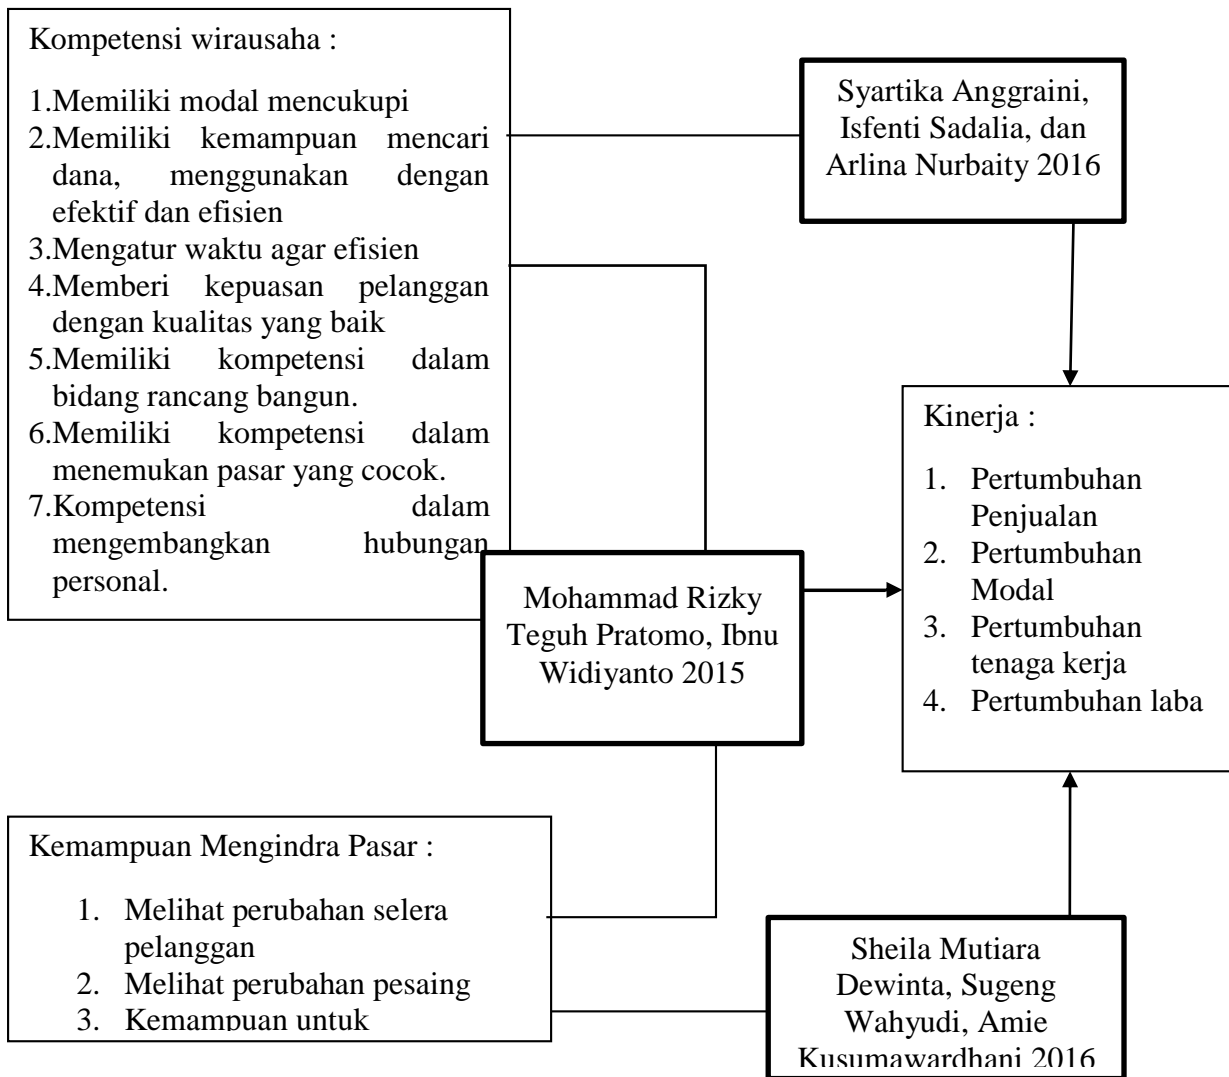 Kompetensi wirausaha :
1.Memiliki modal mencukupi
2.Memiliki kemampuan mencari
dana, menggunakan dengan
efektif dan efisien
3.Mengatur waktu agar efisien
4.Memberi kepuasan pelanggan
dengan kualitas yang baik
5.Memiliki kompetensi dalam
bidang rancang bangun.
6.Memiliki kompetensi dalam
menemukan pasar yang cocok.
7.Kompetensi dalam
mengembangkan hubungan
personal.
Syartika Anggraini,
Isfenti Sadalia, dan
Arlina Nurbaity 2016
Mohammad Rizky
Teguh Pratomo, Ibnu
Widiyanto 2015
Kinerja :
1. Pertumbuhan
Penjualan
2. Pertumbuhan
Modal
3. Pertumbuhan
tenaga kerja
4. Pertumbuhan laba
Kemampuan Mengindra Pasar :
1. Melihat perubahan selera
pelanggan
2. Melihat perubahan pesaing
3. Kemampuan untuk
Sheila Mutiara
Dewinta, Sugeng
Wahyudi, Amie
Kusumawardhani 2016